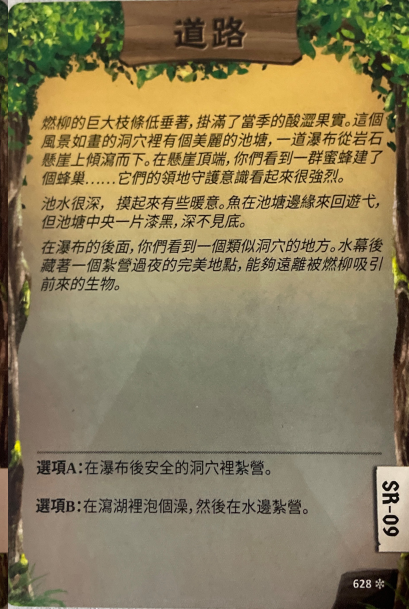 道路
燃柳的巨大枝條低垂著,掛滿了當季的酸澀果實。這個
風景如畫的洞穴裡有個美麗的池塘,一道瀑布從岩石
懸崖上傾瀉而下。在懸崖頂端,你們看到一群蜜蜂建了
個蜂巢……它們的領地守護意識看起來很強烈。
池水很深,摸起來有些暖意。魚在池塘邊緣來回遊弋,
但池塘中央一片漆黑,深不見底。
在瀑布的後面,你們看到一個類似洞穴的地方。水幕後
藏著一個紮營過夜的完美地點,能夠遠離被燃柳吸引
前來的生物。
選項A:在瀑布後安全的洞穴裡紮營。
選項B:在瀉湖裡泡個澡,然後在水邊紮營。
SR-09
628